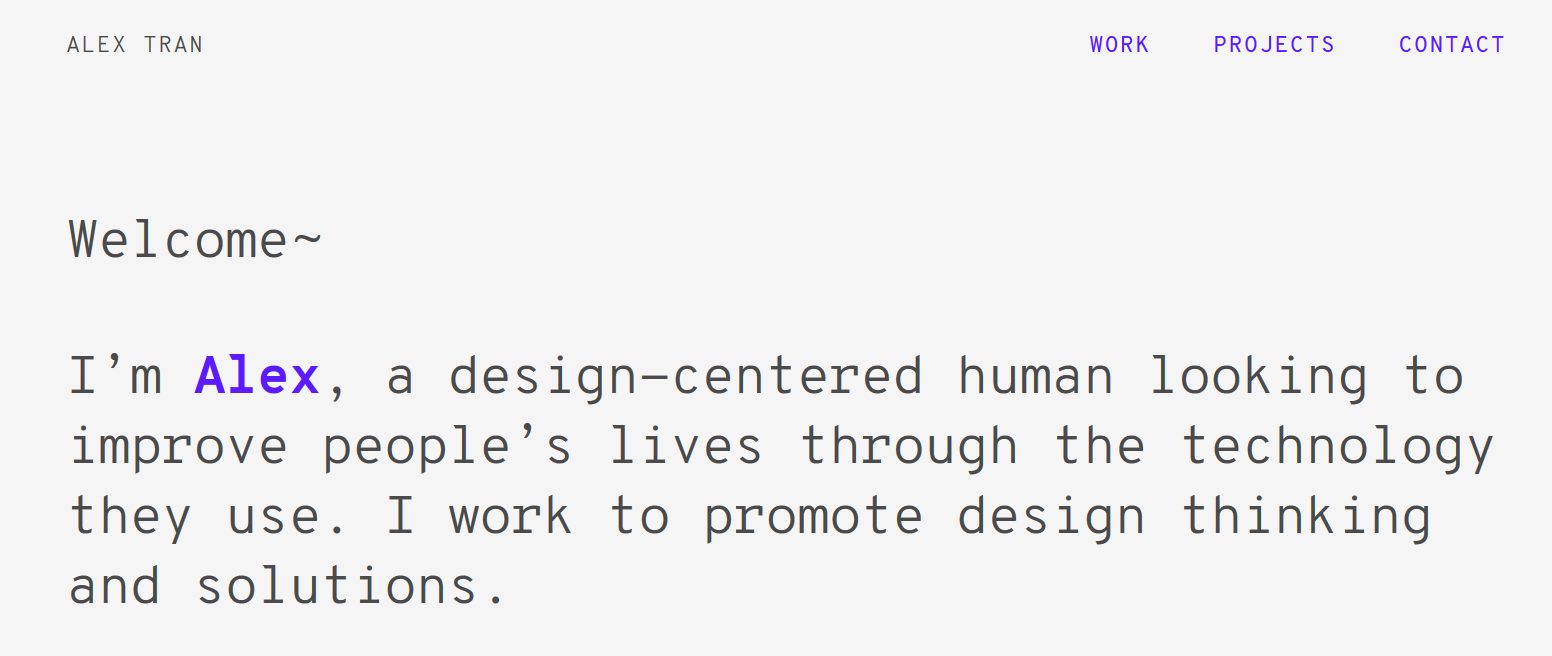 ALEX TRAN
WORK PROJECTS CONTACT
Welcome~
I’m Alex, a design-centered human looking to
improve people’s lives through the technology
they use. I work to promote design thinking
and solutions.